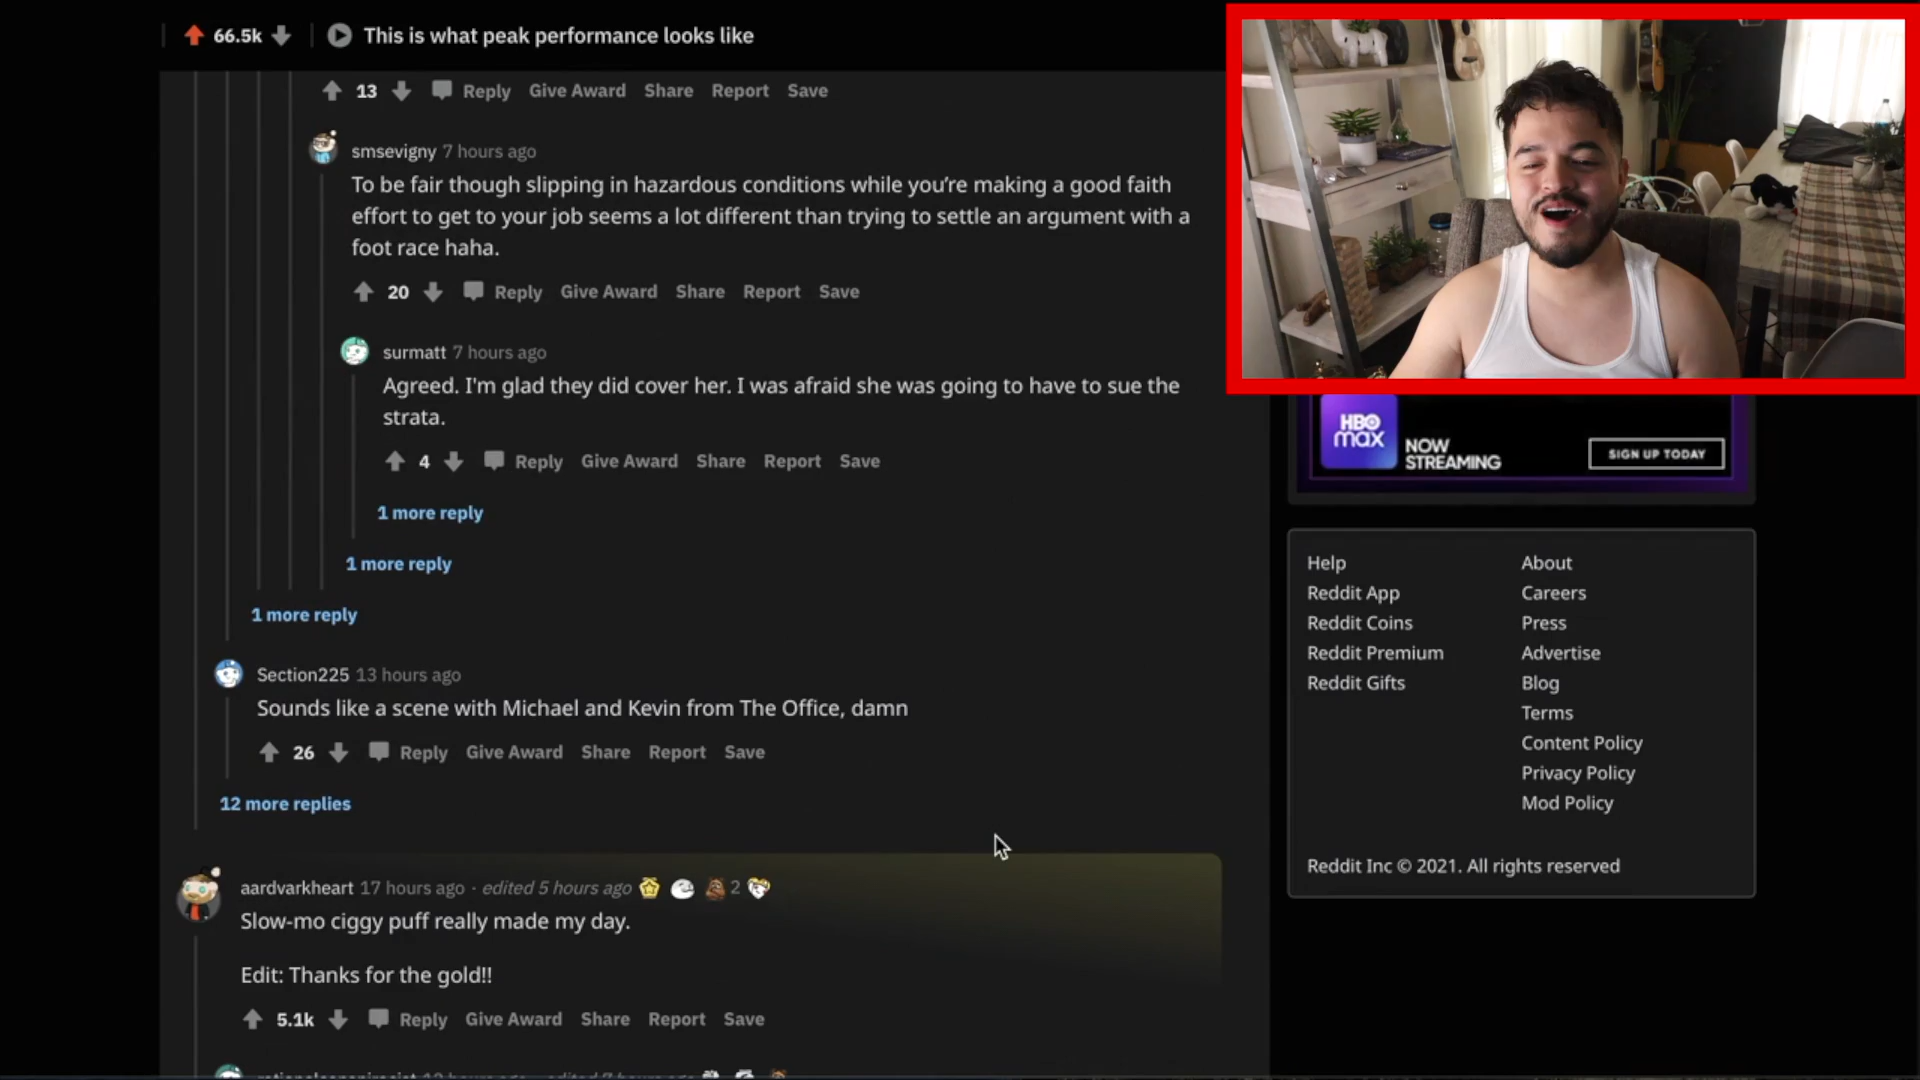 66.5k
This is what peak performance looks like
13 Reply Give Award Share Report Save
smsevigny 7 hours ago
To be fair though slipping in hazardous conditions while you're making a good faith
effort to get to your job seems a lot different than trying to settle an argument with a
foot race haha.
20 Reply Give Award Share Report Save
surmatt 7 hours ago
Agreed. I'm glad they did cover her. I was afraid she was going to have to sue the
strata.
4 Reply Give Award Share Report Save
1 more reply
1 more reply
1 more reply
Section225 13 hours ago
Sounds like a scene with Michael and Kevin from The Office, damn
26 Reply Give Award Share Report Save
12 more replies
aardvarkheart 17 hours ago · edited 5 hours ago 2
Slow-mo ciggy puff really made my day.
Edit: Thanks for the gold!!
5.1k Reply Give Award Share Report Save
HBO
max
NOW
STREAMING
SIGN UP TODAY
Help
Reddit App
Reddit Coins
Reddit Premium
Reddit Gifts
About
Careers
Press
Advertise
Blog
Terms
Content Policy
Privacy Policy
Mod Policy
Reddit Inc © 2021. All rights reserved